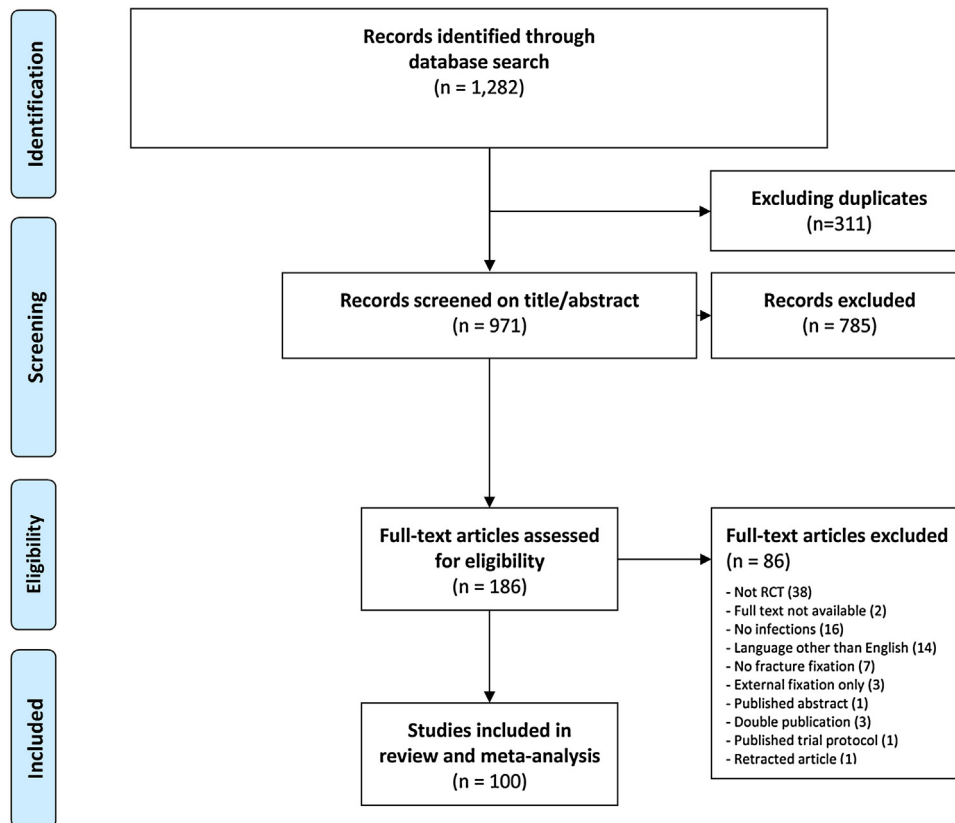 Identification
Records identified through
database search
(n = 1,282)
Excluding duplicates
(n=311)
Screening
Records screened on title/abstract
(n = 971)
Records excluded
(n = 785)
Eligibility
Full-text articles assessed
for eligibility
(n = 186)
Full-text articles excluded
(n = 86)
- Not RCT (38)
- Full text not available (2)
- No infections (16)
- Language other than English (14)
- No fracture fixation (7)
- External fixation only (3)
- Published abstract (1)
- Double publication (3)
- Published trial protocol (1)
- Retracted article (1)
Included
Studies included in
review and meta-analysis
(n = 100)